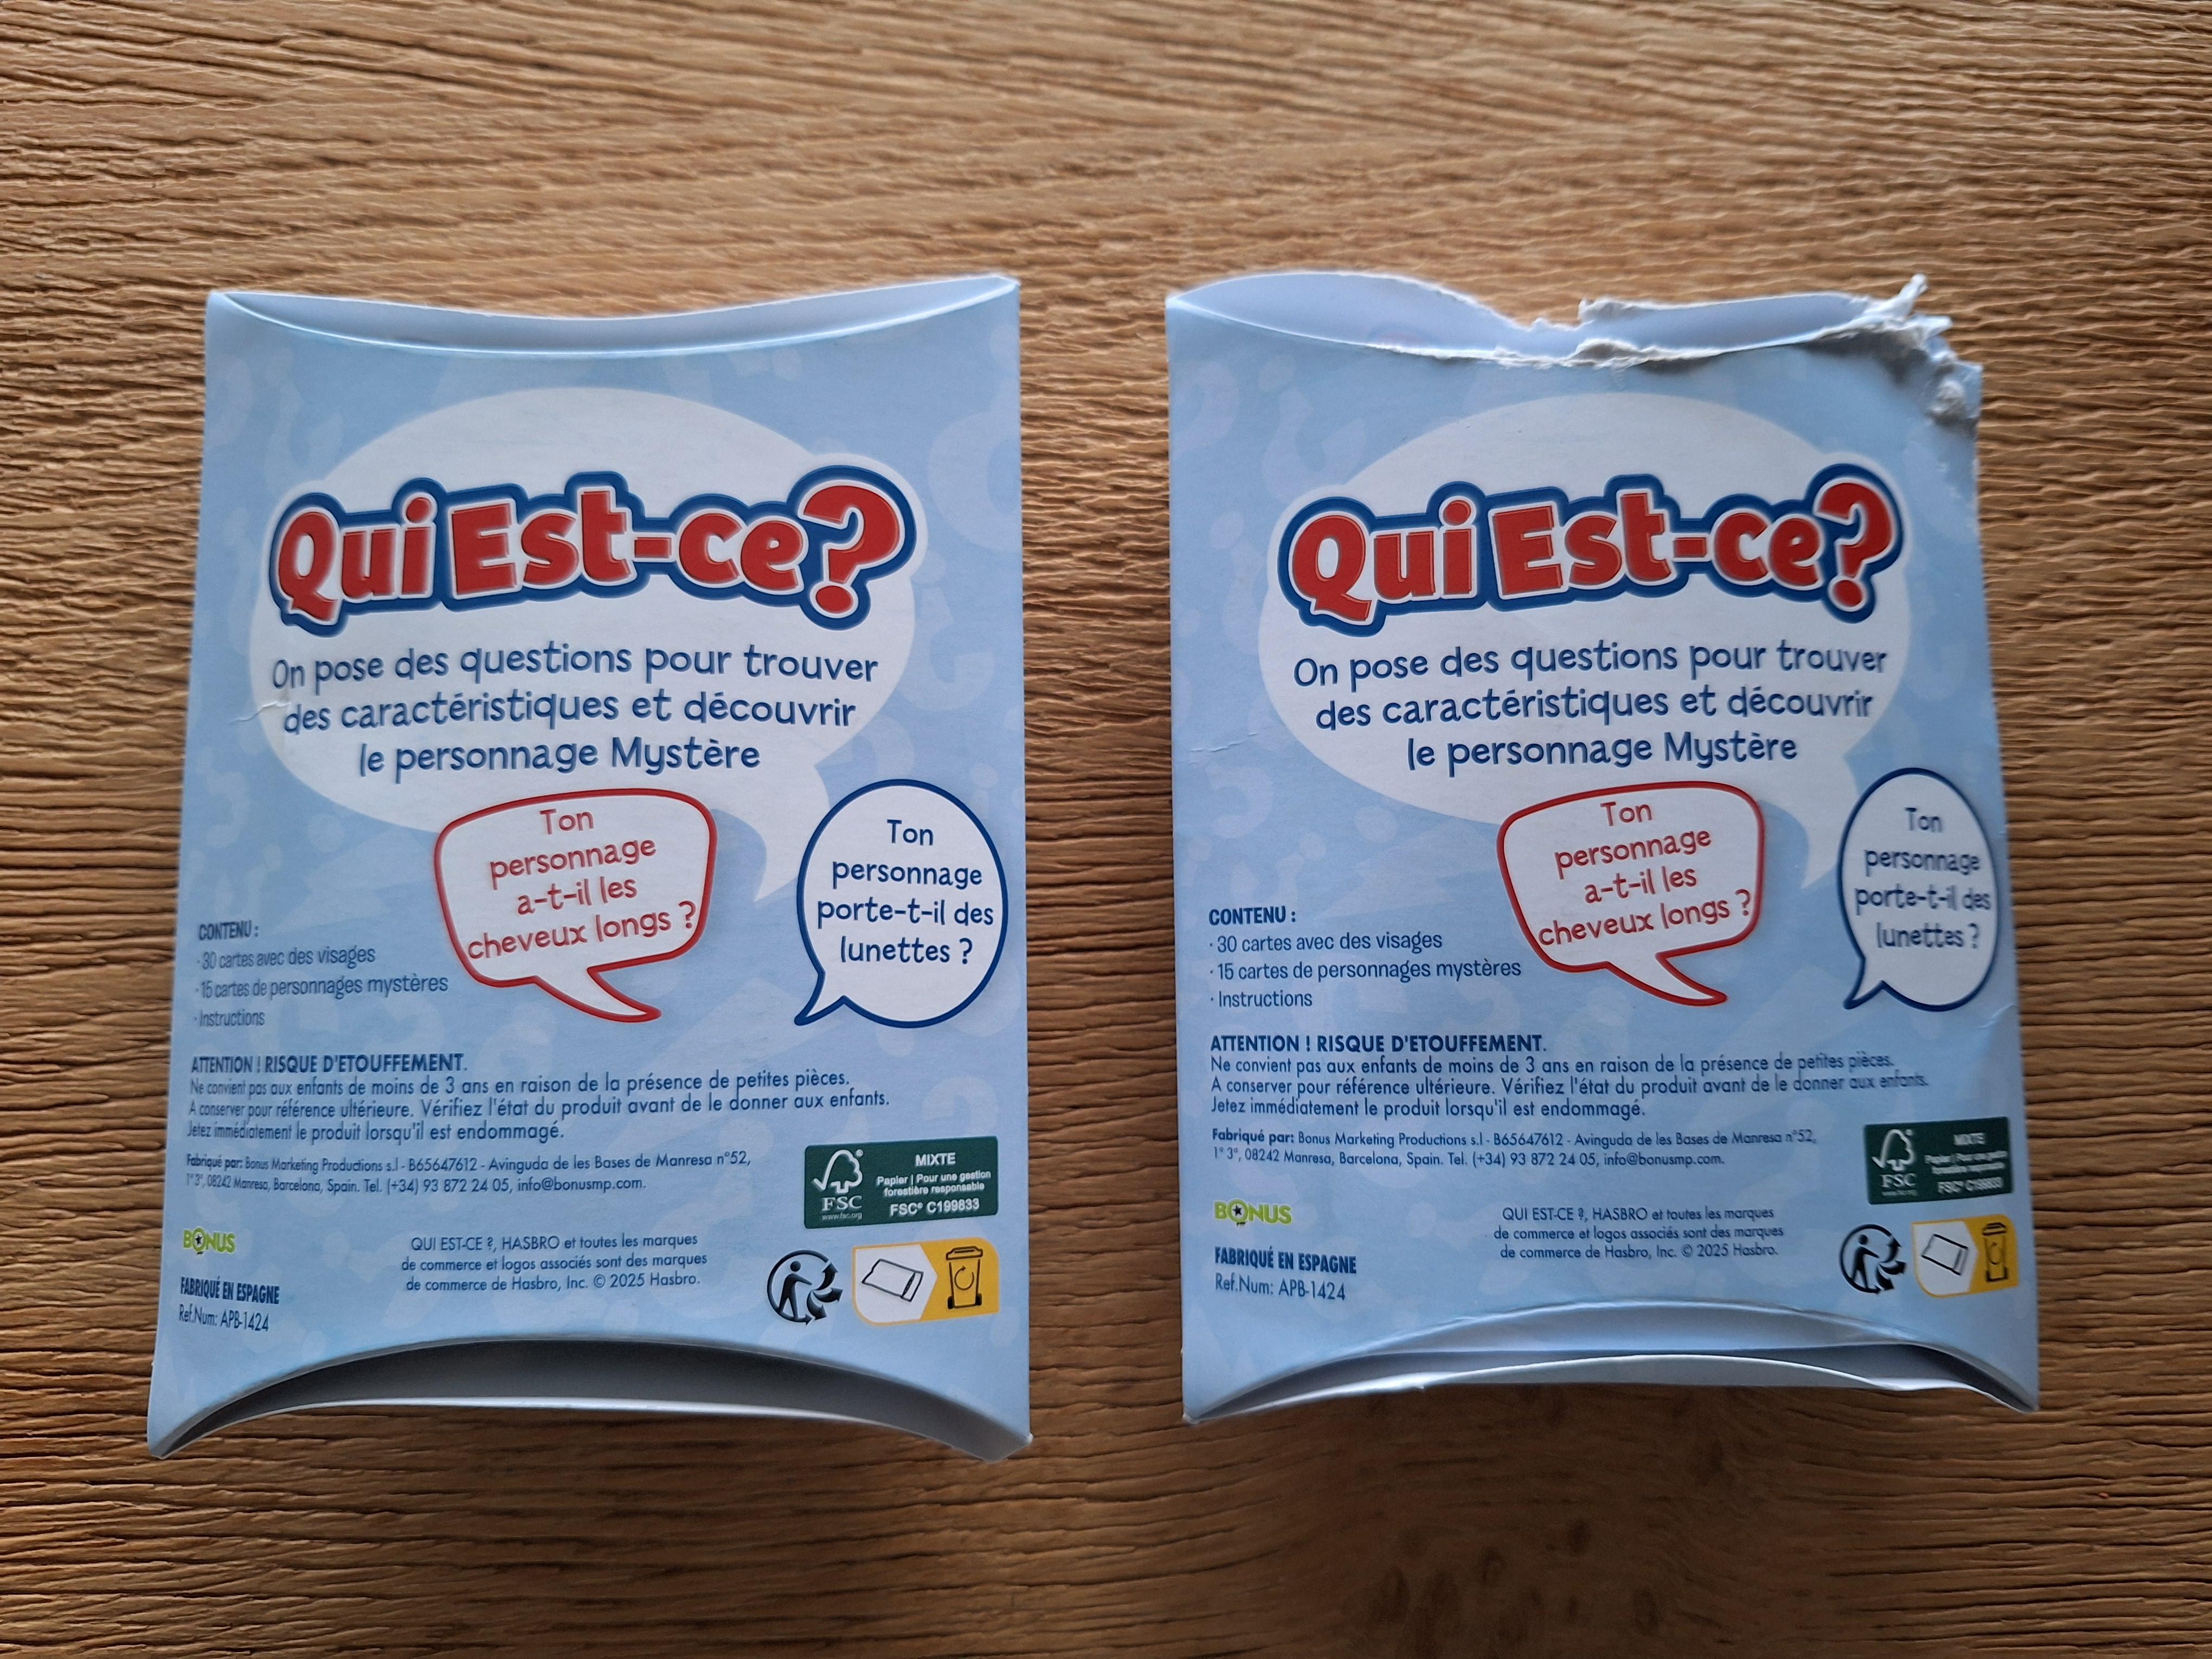 Qui Est-ce?
On pose des questions pour trouver
des caractéristiques et découvrir
le personnage Mystère
Ton
personnage
a-t-il les
cheveux longs ?
Ton
personnage
porte-t-il des
lunettes ?
CONTENU :
· 30 cartes avec des visages
· 15 cartes de personnages mystères
· Instructions
ATTENTION ! RISQUE D'ETOUFFEMENT.
Ne convient pas aux enfants de moins de 3 ans en raison de la présence de petites pièces.
A conserver pour référence ultérieure. Vérifiez l'état du produit avant de le donner aux enfants.
Jetez immédiatement le produit lorsqu'il est endommagé.
Fabriqué par: Bonus Marketing Productions s.l - B65647612 - Avinguda de les Bases de Manresa n°52,
1° 3ª, 08242 Manresa, Barcelona, Spain. Tel. (+34) 93 872 24 05, info@bonusmp.com.
FSC
www.fsc.org
MIXTE
Papier | Pour une gestion
forestière responsable
FSC® C199833
BONUS
FABRIQUÉ EN ESPAGNE
Ref.Num: APB-1424
QUI EST-CE ?, HASBRO et toutes les marques
de commerce et logos associés sont des marques
de commerce de Hasbro, Inc. © 2025 Hasbro.
Qui Est-ce?
On pose des questions pour trouver
des caractéristiques et découvrir
le personnage Mystère
Ton
personnage
a-t-il les
cheveux longs ?
Ton
personnage
porte-t-il des
lunettes ?
CONTENU :
· 30 cartes avec des visages
· 15 cartes de personnages mystères
· Instructions
ATTENTION ! RISQUE D'ETOUFFEMENT.
Ne convient pas aux enfants de moins de 3 ans en raison de la présence de petites pièces.
A conserver pour référence ultérieure. Vérifiez l'état du produit avant de le donner aux enfants.
Jetez immédiatement le produit lorsqu'il est endommagé.
Fabriqué par: Bonus Marketing Productions s.l - B65647612 - Avinguda de les Bases de Manresa n°52,
1° 3ª, 08242 Manresa, Barcelona, Spain. Tel. (+34) 93 872 24 05, info@bonusmp.com.
FSC
MIXTE
Papier | Pour une gestion
forestière responsable
FSC® C199833
BONUS
FABRIQUÉ EN ESPAGNE
Ref.Num: APB-1424
QUI EST-CE ?, HASBRO et toutes les marques
de commerce et logos associés sont des marques
de commerce de Hasbro, Inc. © 2025 Hasbro.